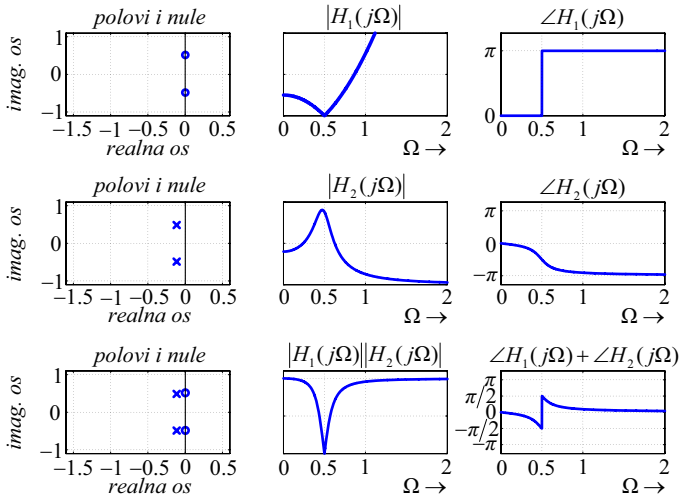 polovi i nule
|H₁(jΩ)|
∠H₁(jΩ)
imag. os
1
0
−1
−1.5 −1 −0.5 0 0.5
realna os
0 0.5 1 2
Ω →
π
0
0 0.5 1 2
Ω →
polovi i nule
|H₂(jΩ)|
∠H₂(jΩ)
imag. os
1
0
−1
−1.5 −1 −0.5 0 0.5
realna os
0 0.5 1 2
Ω →
π
0
−π
0 0.5 1 2
Ω →
polovi i nule
|H₁(jΩ)||H₂(jΩ)|
∠H₁(jΩ) + ∠H₂(jΩ)
imag. os
1
0
−1
−1.5 −1 −0.5 0 0.5
realna os
0 0.5 1 2
Ω →
π
π/2
0
−π/2
−π
0 0.5 1 2
Ω →